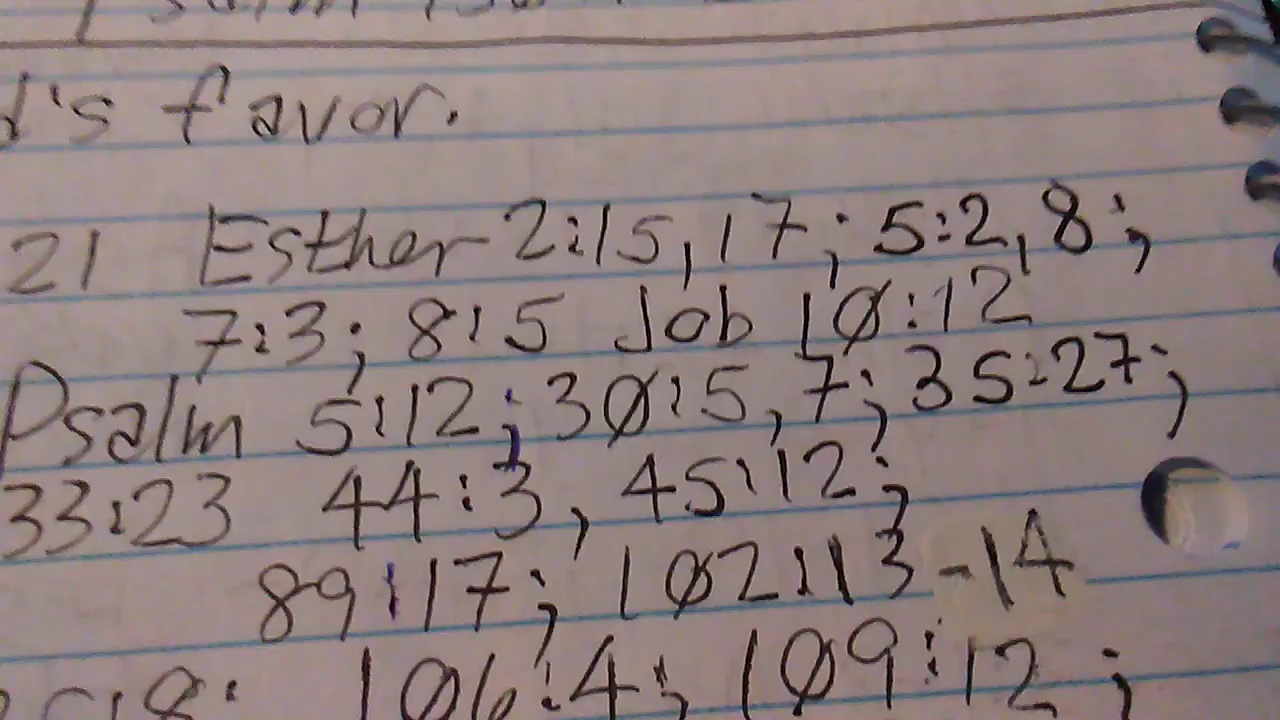 d's favor.
21 Esther 2:15, 17; 5:2, 8;
7:3; 8:5 Job 10:12
Psalm 5:12; 30:5, 7; 35:27;
33:23 44:3, 45:12;
89:17; 102:13-14
106:4; 109:12;